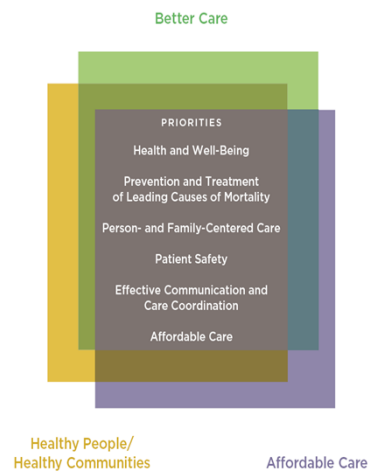 Better Care
PRIORITIES
Health and Well-Being
Prevention and Treatment
of Leading Causes of Mortality
Person- and Family-Centered Care
Patient Safety
Effective Communication and
Care Coordination
Affordable Care
Healthy People/
Healthy Communities
Affordable Care